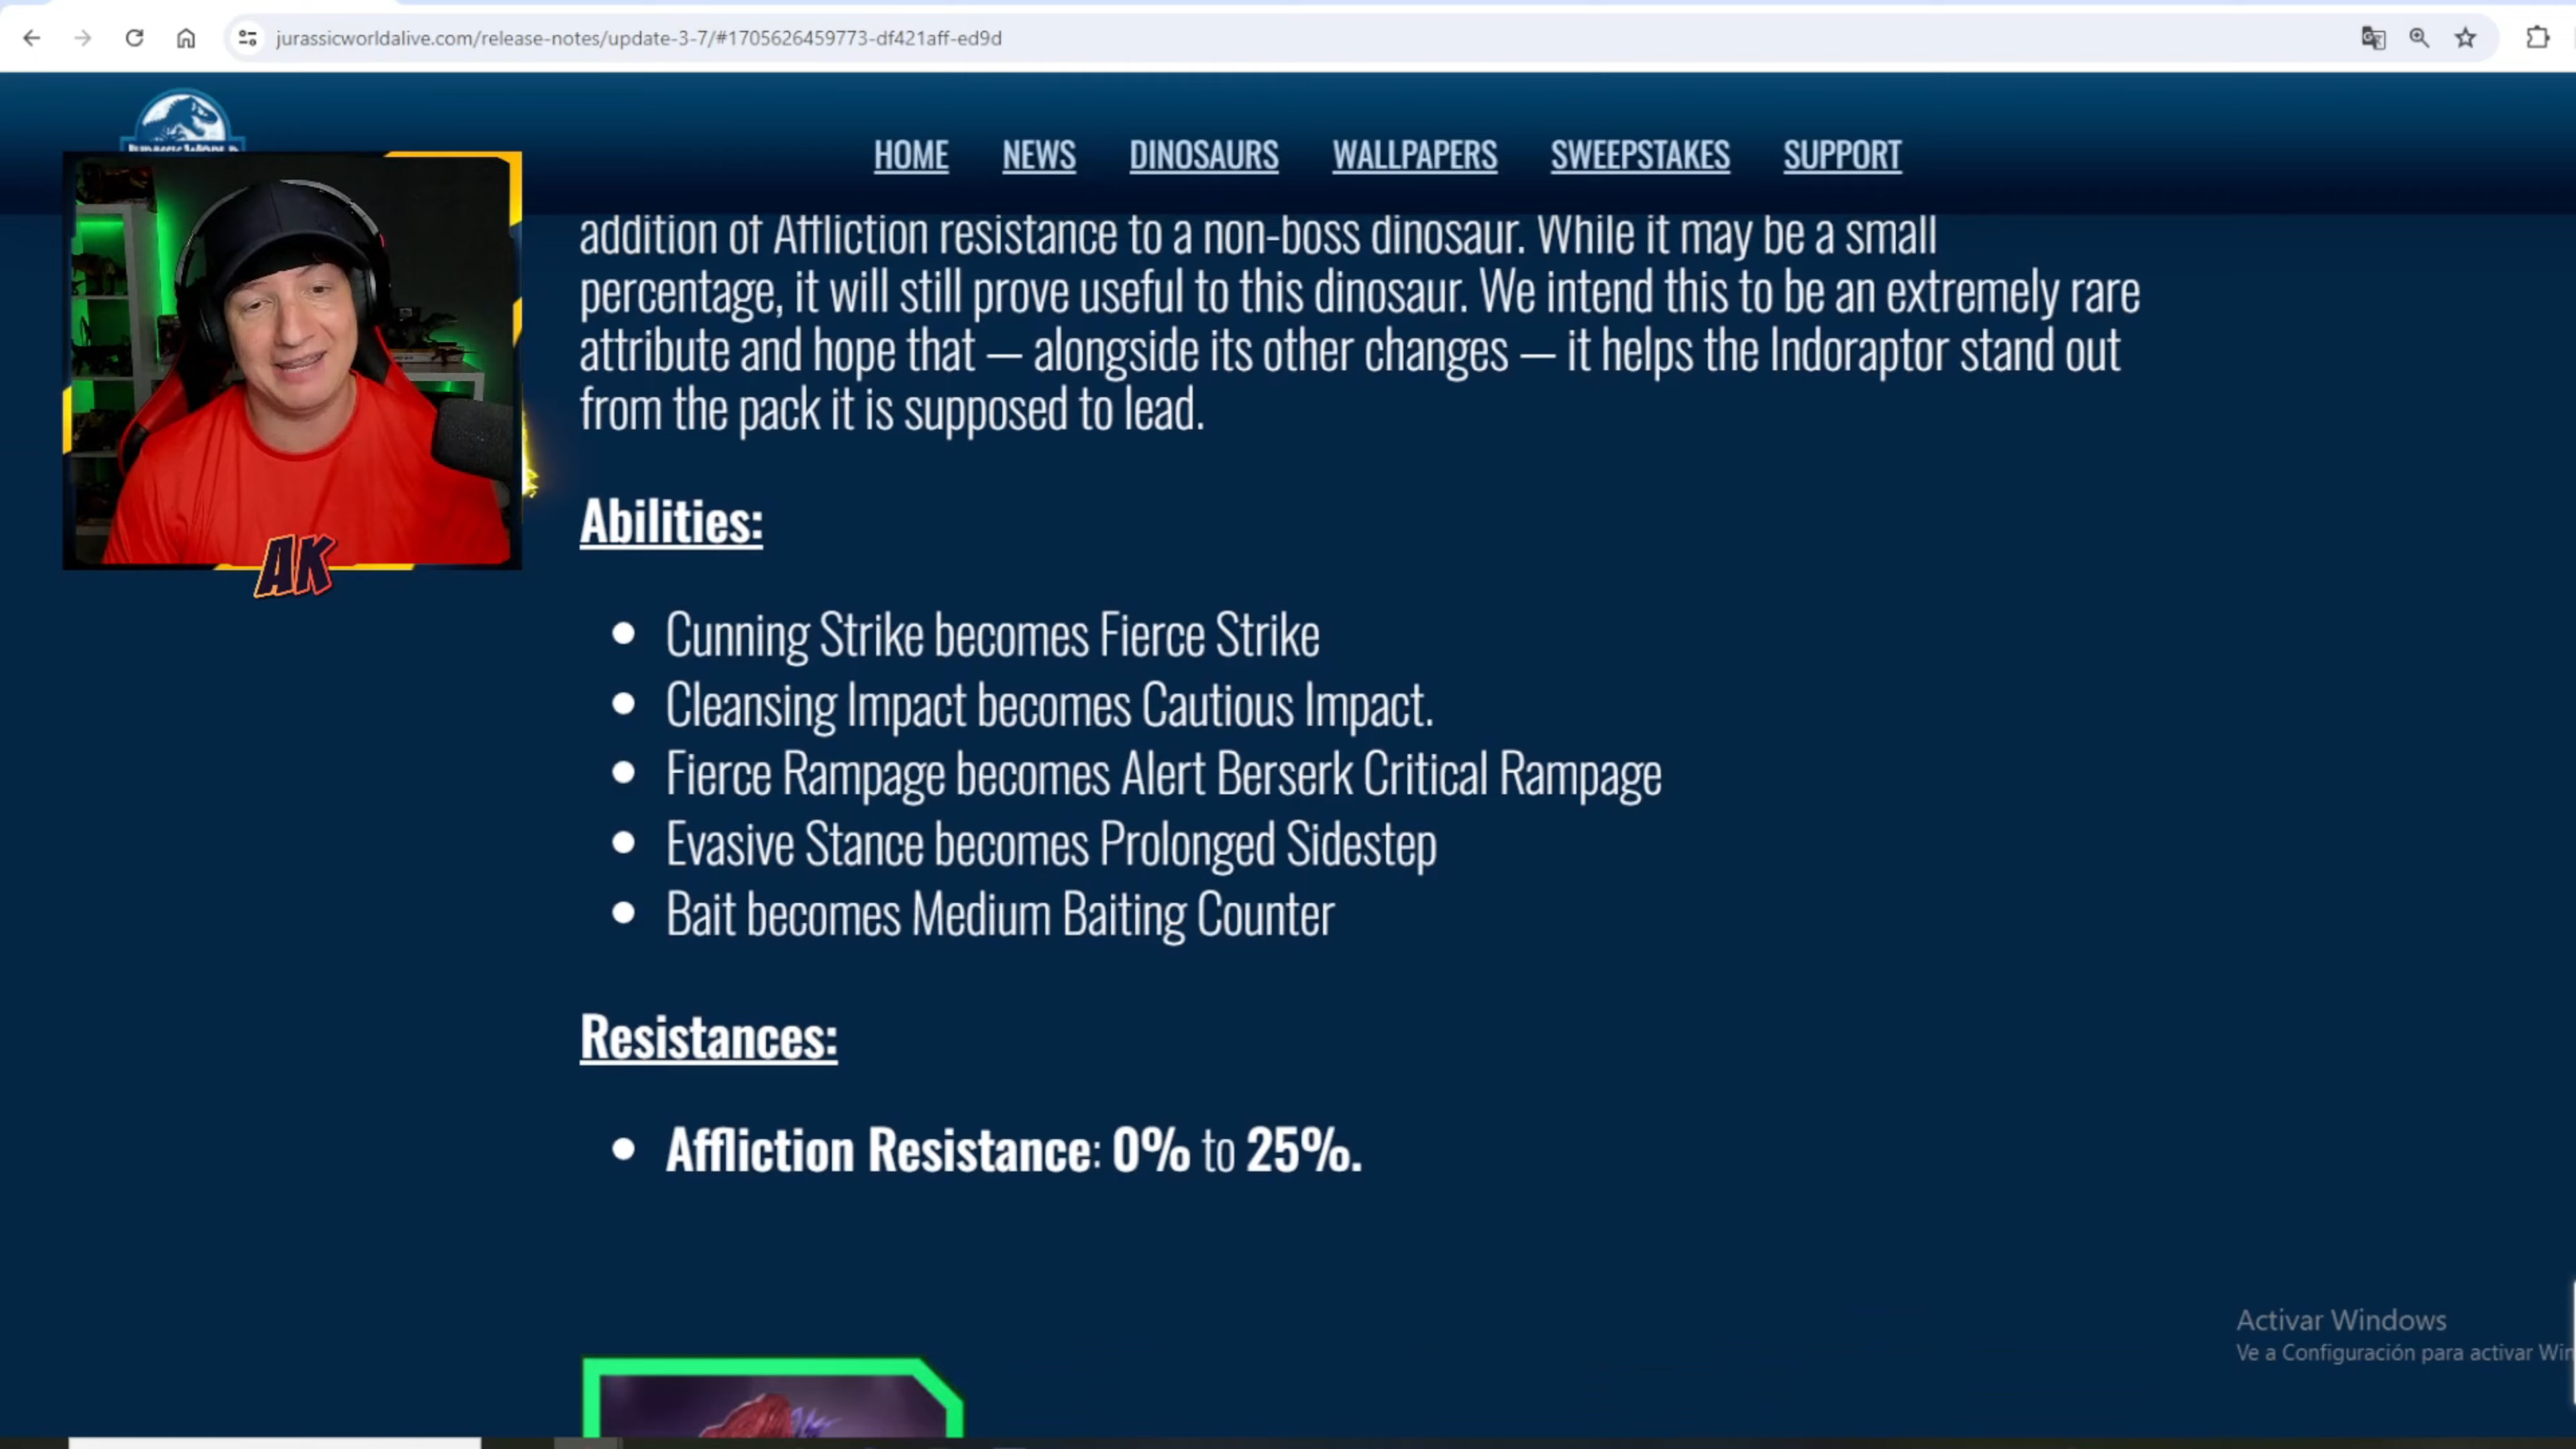 jurassicworldalive.com/release-notes/update-3-7/#1705626459773-df421aff-ed9d
JURASSIC WORLD
HOME NEWS DINOSAURS WALLPAPERS SWEEPSTAKES SUPPORT
addition of Affliction resistance to a non-boss dinosaur. While it may be a small
percentage, it will still prove useful to this dinosaur. We intend this to be an extremely rare
attribute and hope that — alongside its other changes — it helps the Indoraptor stand out
from the pack it is supposed to lead.
AK
Abilities:
• Cunning Strike becomes Fierce Strike
• Cleansing Impact becomes Cautious Impact.
• Fierce Rampage becomes Alert Berserk Critical Rampage
• Evasive Stance becomes Prolonged Sidestep
• Bait becomes Medium Baiting Counter
Resistances:
• Affliction Resistance: 0% to 25%.
Activar Windows
Ve a Configuración para activar Win